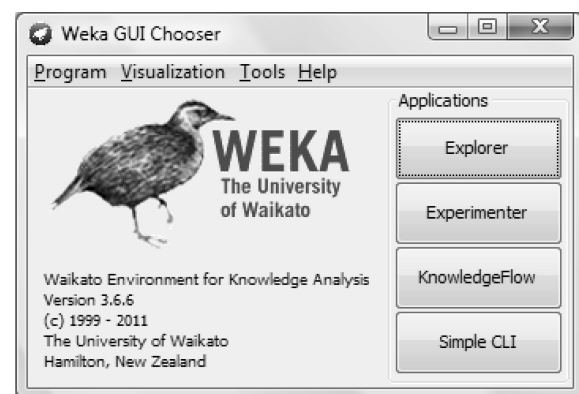 Weka GUI Chooser
Program Visualization Tools Help
WEKA
The University
of Waikato
Waikato Environment for Knowledge Analysis
Version 3.6.6
(c) 1999 - 2011
The University of Waikato
Hamilton, New Zealand
Applications
Explorer
Experimenter
KnowledgeFlow
Simple CLI